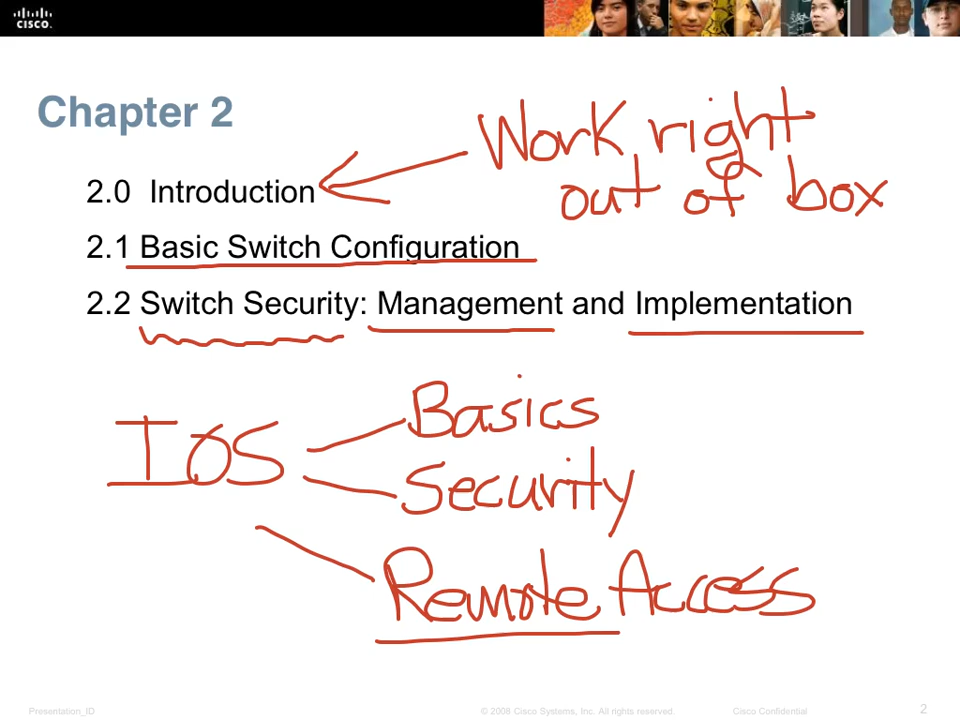 CISCO
Chapter 2
Work right
out of box
2.0 Introduction
2.1 Basic Switch Configuration
2.2 Switch Security: Management and Implementation
IOS
Basics
Security
Remote Access
Presentation_ID
© 2008 Cisco Systems, Inc. All rights reserved.
Cisco Confidential
2